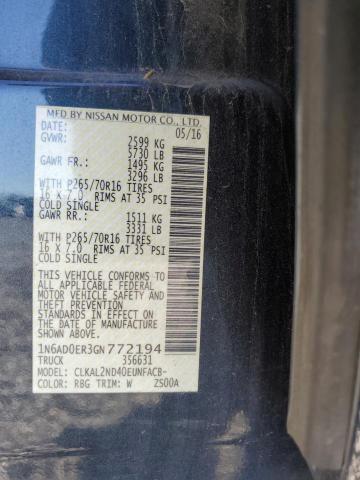 MFD BY NISSAN MOTOR CO., LTD.
DATE: 05/16
GVWR: 2599 KG
5730 LB
GAWR FR: 1495 KG
3296 LB
WITH P265/70R16 TIRES
16 X 7.0 RIMS AT 35 PSI
COLD SINGLE
GAWR RR: 1511 KG
3331 LB
WITH P265/70R16 TIRES
16 X 7.0 RIMS AT 35 PSI
COLD SINGLE
THIS VEHICLE CONFORMS TO
ALL APPLICABLE FEDERAL
MOTOR VEHICLE SAFETY AND
THEFT PREVENTION
STANDARDS IN EFFECT ON
THE DATE OF MANUFACTURE
SHOWN ABOVE.
1N6AD0ER3GN772194
TRUCK 356631
MODEL: CLKAL2ND40EUNFACB-
COLOR: RBG TRIM: W ZS00A